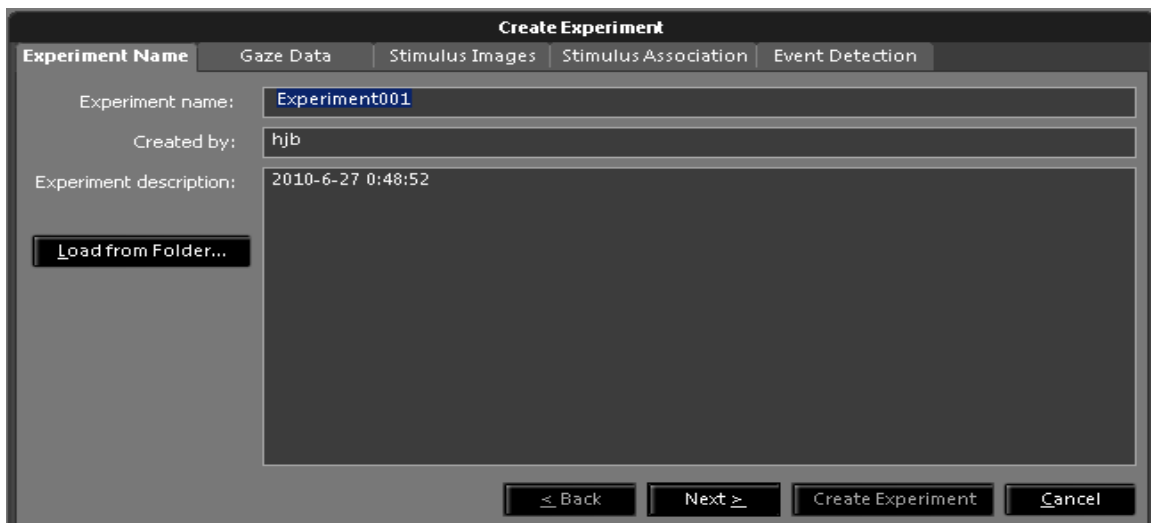 Create Experiment
Experiment Name Gaze Data Stimulus Images Stimulus Association Event Detection
Experiment name: Experiment001
Created by: hjb
Experiment description: 2010-6-27 0:48:52
Load from Folder...
< Back Next > Create Experiment Cancel